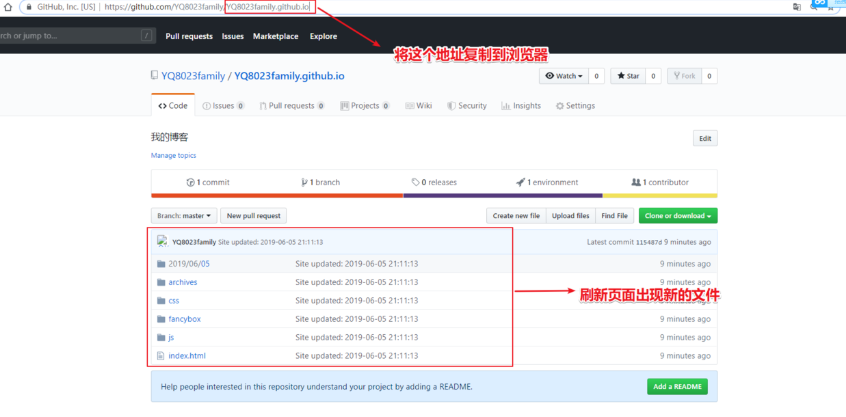 GitHub, Inc. [US] | https://github.com/YQ8023family/YQ8023family.github.io
rch or jump to... /
Pull requests Issues Marketplace Explore
将这个地址复制到浏览器
YQ8023family / YQ8023family.github.io
Watch 0 Star 0 Fork 0
Code Issues 0 Pull requests 0 Projects 0 Wiki Security Insights Settings
我的博客
Edit
Manage topics
1 commit 1 branch 0 releases 1 environment 1 contributor
Branch: master New pull request Create new file Upload files Find File Clone or download
YQ8023family Site updated: 2019-06-05 21:11:13 Latest commit 115487d 9 minutes ago
2019/06/05 Site updated: 2019-06-05 21:11:13 9 minutes ago
archives Site updated: 2019-06-05 21:11:13 9 minutes ago
刷新页面出现新的文件
css Site updated: 2019-06-05 21:11:13
fancybox Site updated: 2019-06-05 21:11:13 9 minutes ago
js Site updated: 2019-06-05 21:11:13 9 minutes ago
index.html Site updated: 2019-06-05 21:11:13 9 minutes ago
Help people interested in this repository understand your project by adding a README.
Add a README